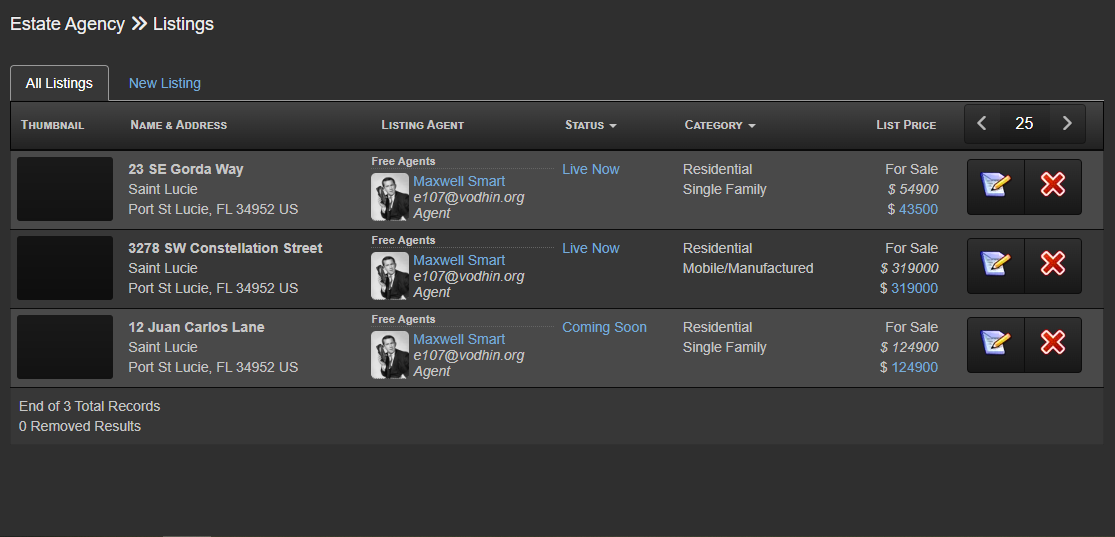 Estate Agency » Listings
All Listings New Listing
THUMBNAIL NAME & ADDRESS LISTING AGENT STATUS CATEGORY LIST PRICE 25
23 SE Gorda Way
Saint Lucie
Port St Lucie, FL 34952 US
Free Agents
Maxwell Smart
e107@vodhin.org
Agent
Live Now
Residential
Single Family
For Sale
$ 54900
$ 43500
3278 SW Constellation Street
Saint Lucie
Port St Lucie, FL 34952 US
Free Agents
Maxwell Smart
e107@vodhin.org
Agent
Live Now
Residential
Mobile/Manufactured
For Sale
$ 319000
$ 319000
12 Juan Carlos Lane
Saint Lucie
Port St Lucie, FL 34952 US
Free Agents
Maxwell Smart
e107@vodhin.org
Agent
Coming Soon
Residential
Single Family
For Sale
$ 124900
$ 124900
End of 3 Total Records
0 Removed Results